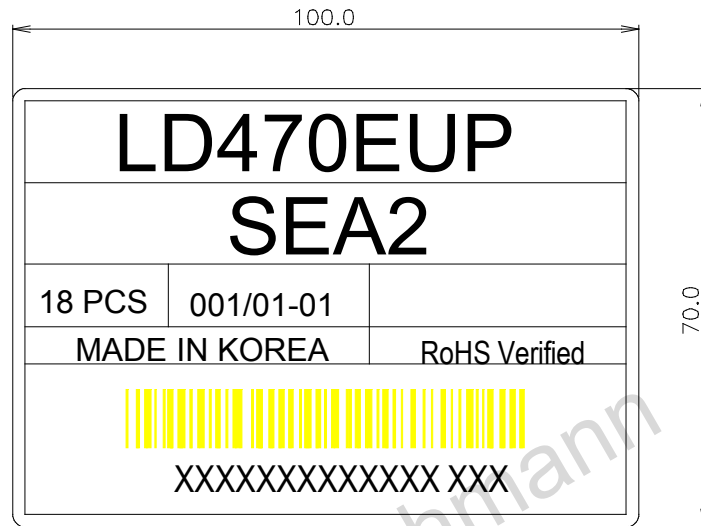 100.0
LD470EUP
SEA2
18 PCS 001/01-01
70.0
MADE IN KOREA RoHS Verified
XXXXXXXXXXXXX XXX